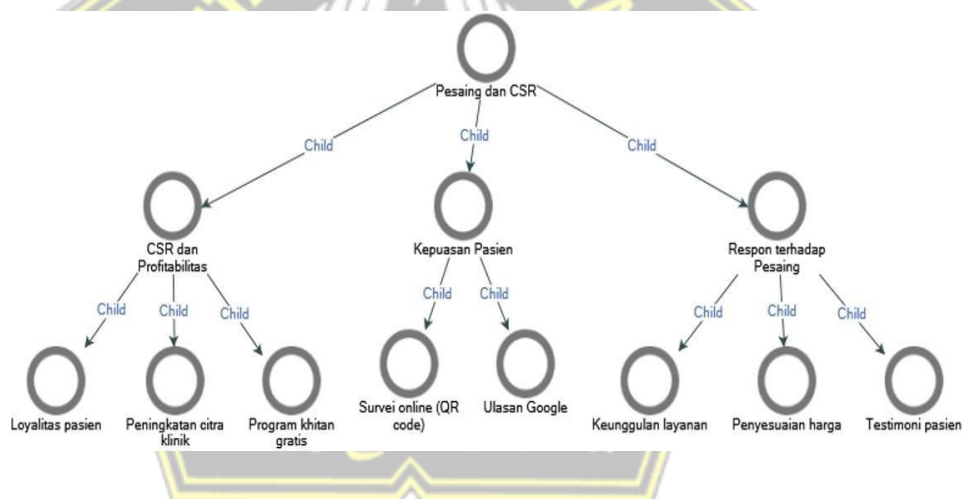 Pesaing dan CSR
Child
Child
Child
CSR dan
Profitabilitas
Kepuasan Pasien
Respon terhadap
Pesaing
Child
Child
Child
Child
Child
Child
Child
Child
Loyalitas pasien
Peningkatan citra
klinik
Program khitan
gratis
Survei online (QR
code)
Ulasan Google
Keunggulan layanan
Penyesuaian harga
Testimoni pasien